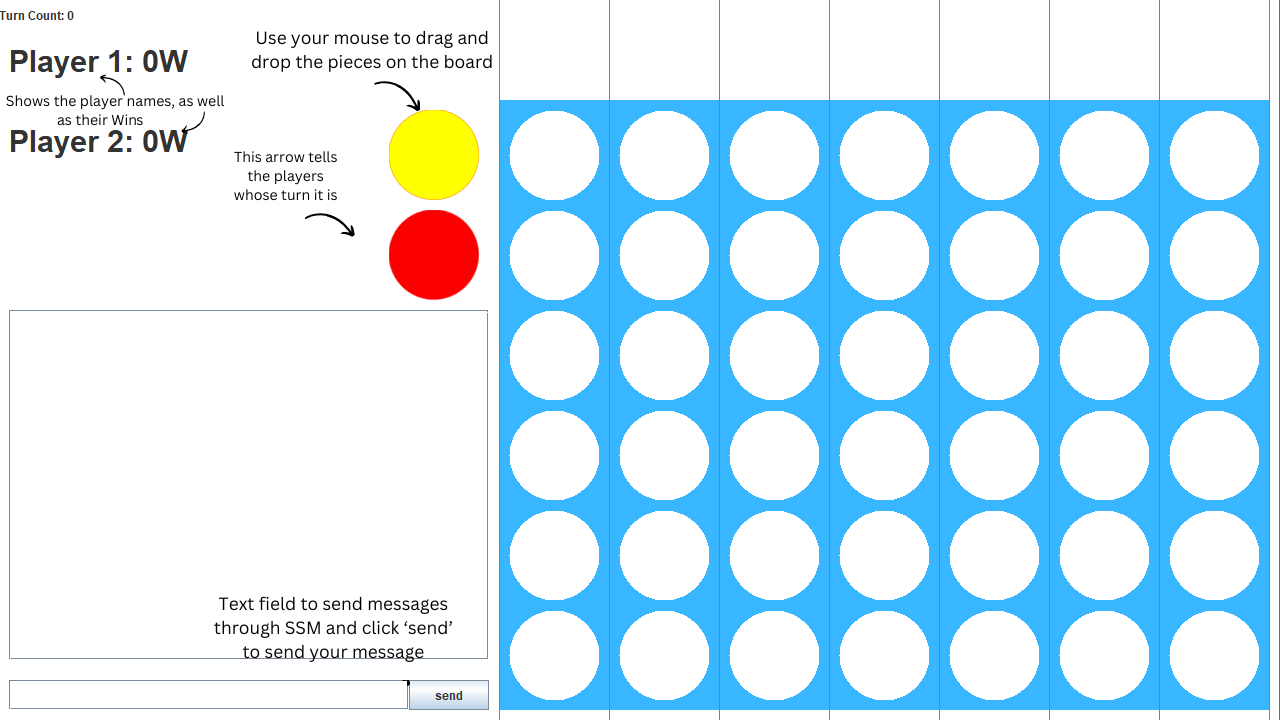 Turn Count: 0
Use your mouse to drag and
drop the pieces on the board
Player 1: 0W
Shows the player names, as well
as their Wins
Player 2: 0W
This arrow tells
the players
whose turn it is
Text field to send messages
through SSM and click ‘send’
to send your message
send